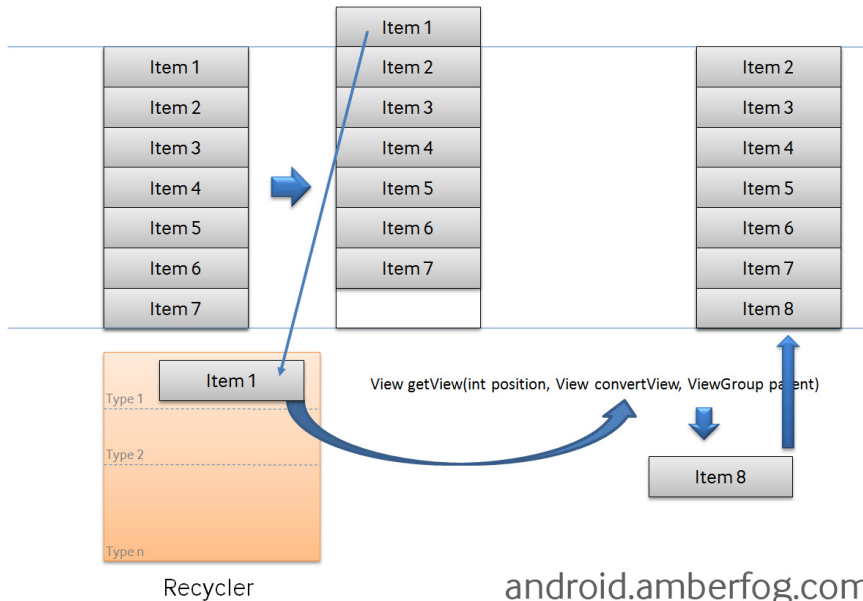 Item 1
Item 2
Item 3
Item 4
Item 5
Item 6
Item 7
Item 1
Item 2
Item 3
Item 4
Item 5
Item 6
Item 7
Item 2
Item 3
Item 4
Item 5
Item 6
Item 7
Item 8
Item 1
Type 1
Type 2
Type n
Recycler
View getView(int position, View convertView, ViewGroup parent)
Item 8
android.amberfog.com